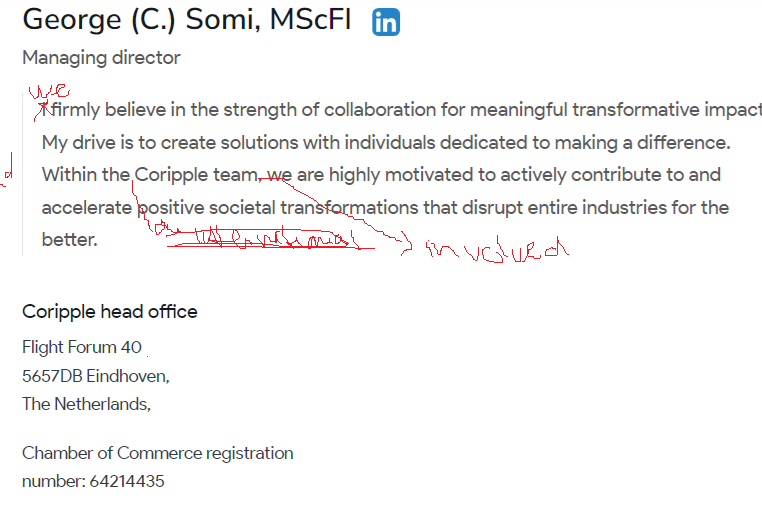 George (C.) Somi, MScFI in
Managing director
we
I firmly believe in the strength of collaboration for meaningful transformative impact
My drive is to create solutions with individuals dedicated to making a difference.
Within the Coripple team, we are highly motivated to actively contribute to and
accelerate positive societal transformations that disrupt entire industries for the
better.
involved
Coripple head office
Flight Forum 40
5657DB Eindhoven,
The Netherlands,
Chamber of Commerce registration
number: 64214435